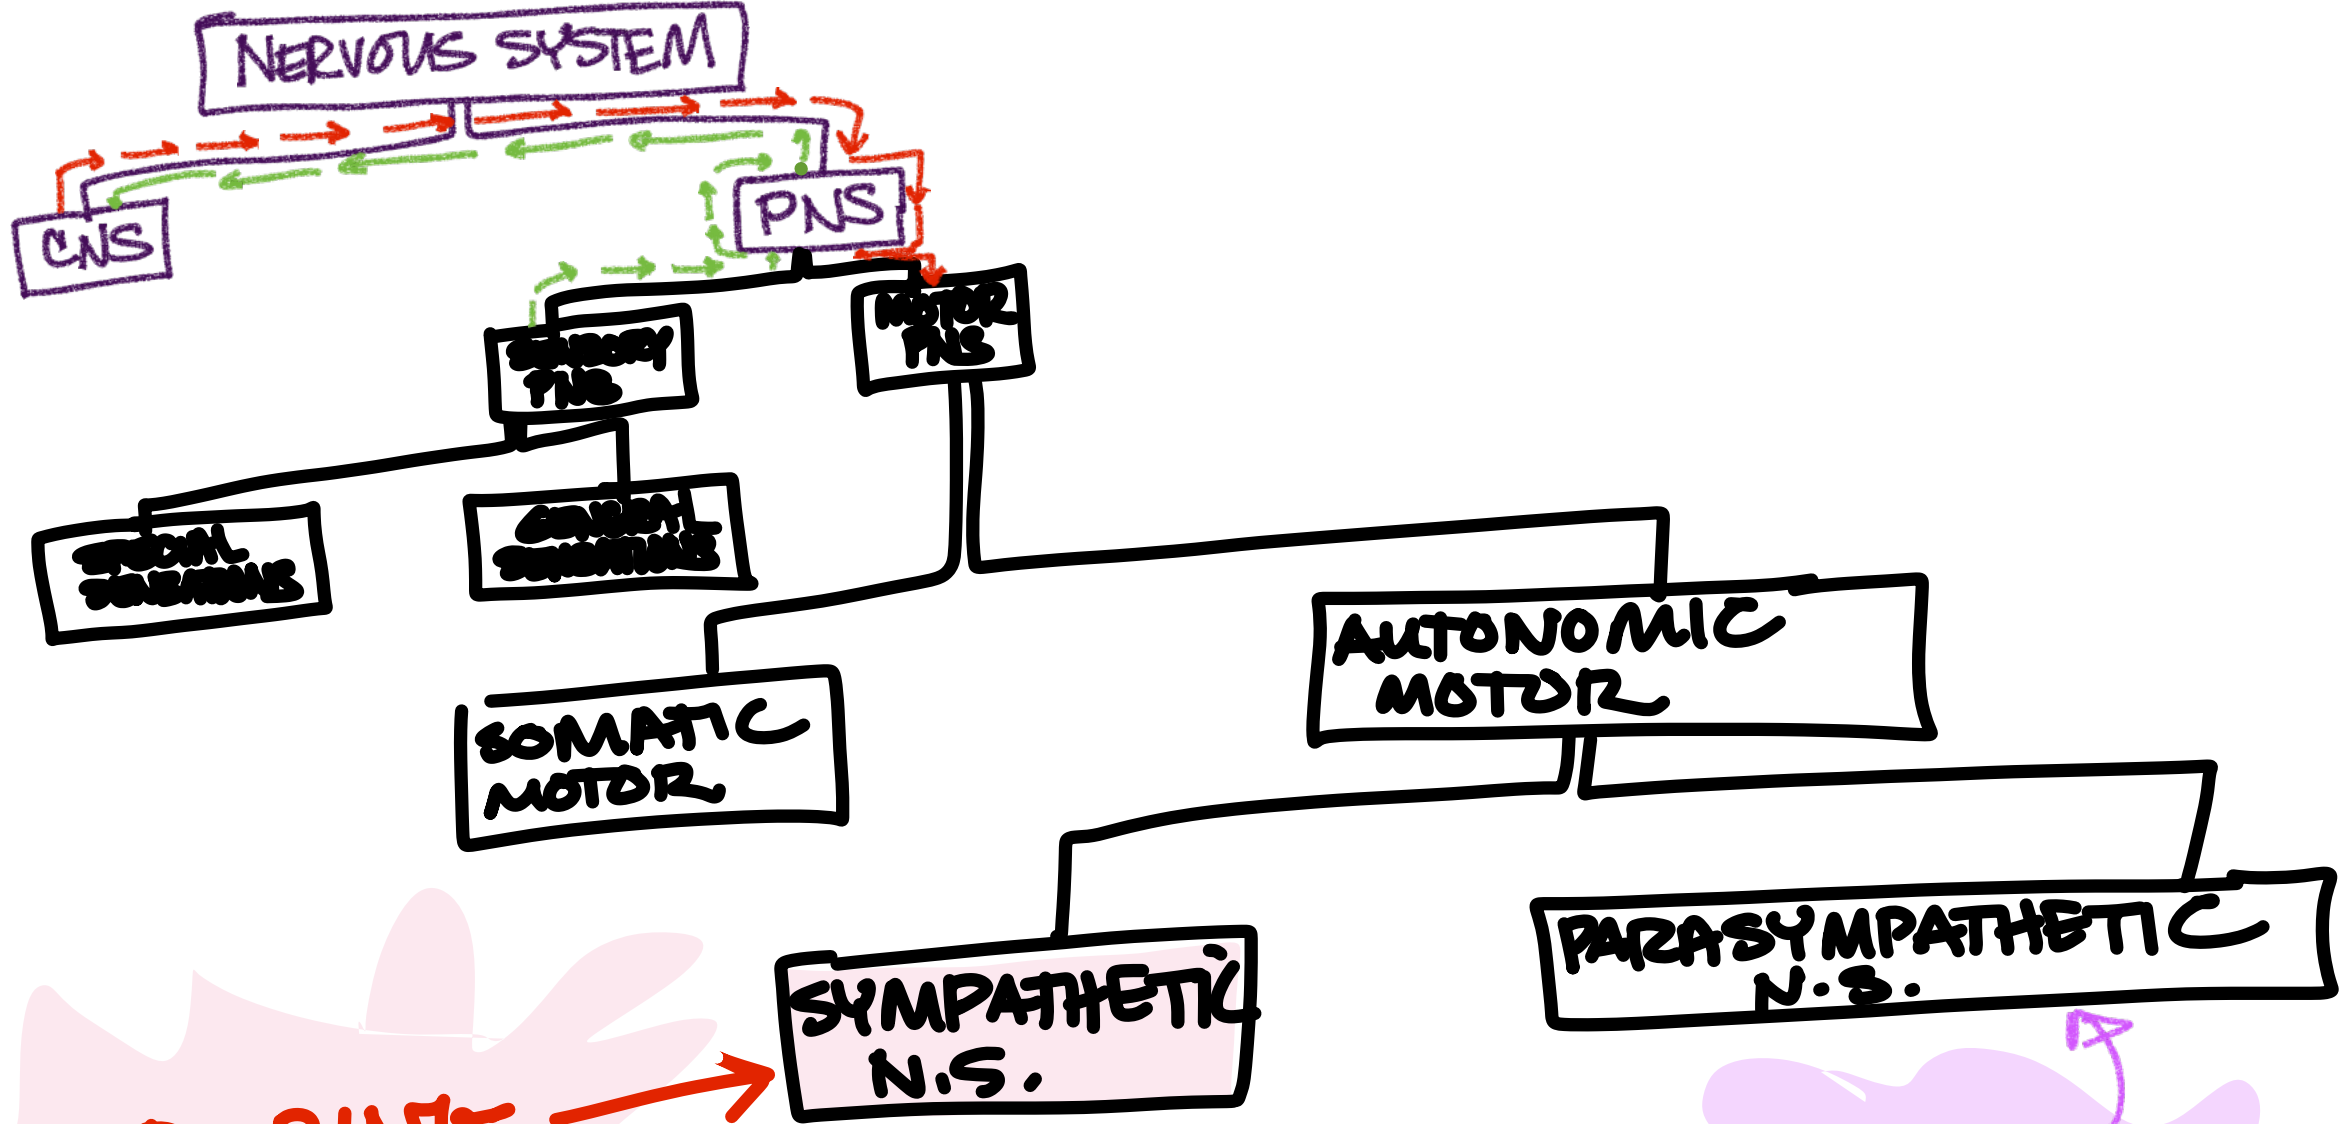 NERVOUS SYSTEM
CNS
PNS
SENSORY
PNS
MOTOR
PNS
SPECIAL
SENSATIONS
GENERAL
SENSATIONS
SOMATIC
MOTOR
AUTONOMIC
MOTOR
SYMPATHETIC
N.S.
PARASYMPATHETIC
N.S.